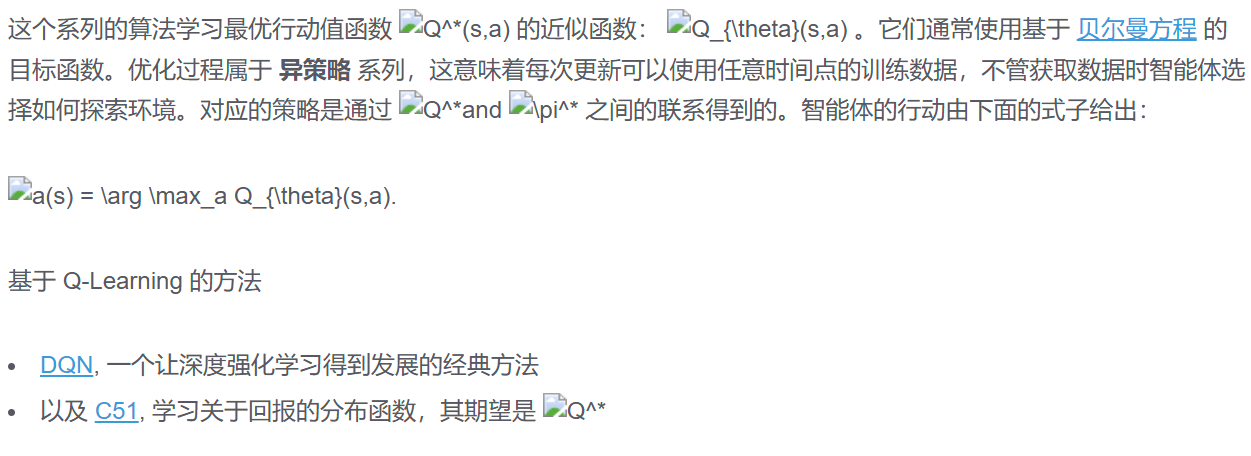 这个系列的算法学习最优行动值函数 Q^*(s,a) 的近似函数： Q_{\theta}(s,a) 。它们通常使用基于 贝尔曼方程 的
目标函数。优化过程属于 异策略 系列，这意味着每次更新可以使用任意时间点的训练数据，不管获取数据时智能体选
择如何探索环境。对应的策略是通过 Q^*and \pi^* 之间的联系得到的。智能体的行动由下面的式子给出：
a(s) = \arg \max_a Q_{\theta}(s,a).
基于 Q-Learning 的方法
• DQN, 一个让深度强化学习得到发展的经典方法
• 以及 C51, 学习关于回报的分布函数，其期望是 Q^*